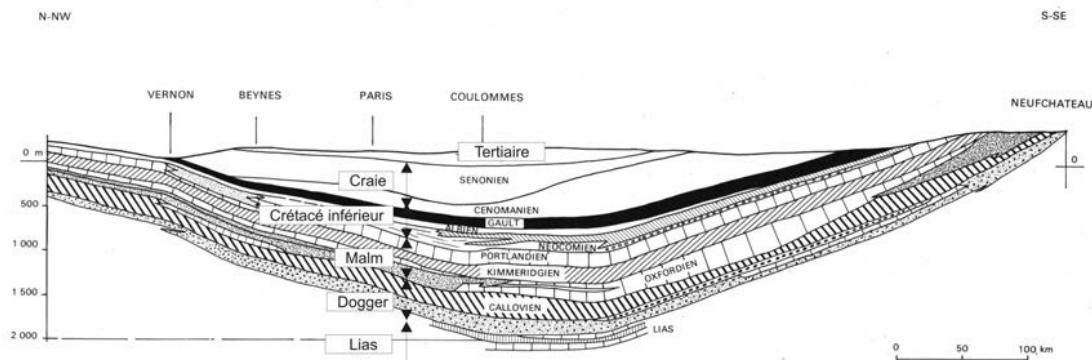 N-NW
S-SE
VERNON
BEYNES
PARIS
COULOMMES
NEUFCHATEAU
0 m
Tertiaire
0
Craie
SENONIEN
500
CENOMANIEN
Crétacé inférieur
GAULT
ALBIEN
NEOCOMIEN
1 000
PORTLANDIEN
Malm
KIMMERIDGIEN
OXFORDIEN
1 500
Dogger
CALLOVIEN
LIAS
2 000
Lias
0
50
100 km